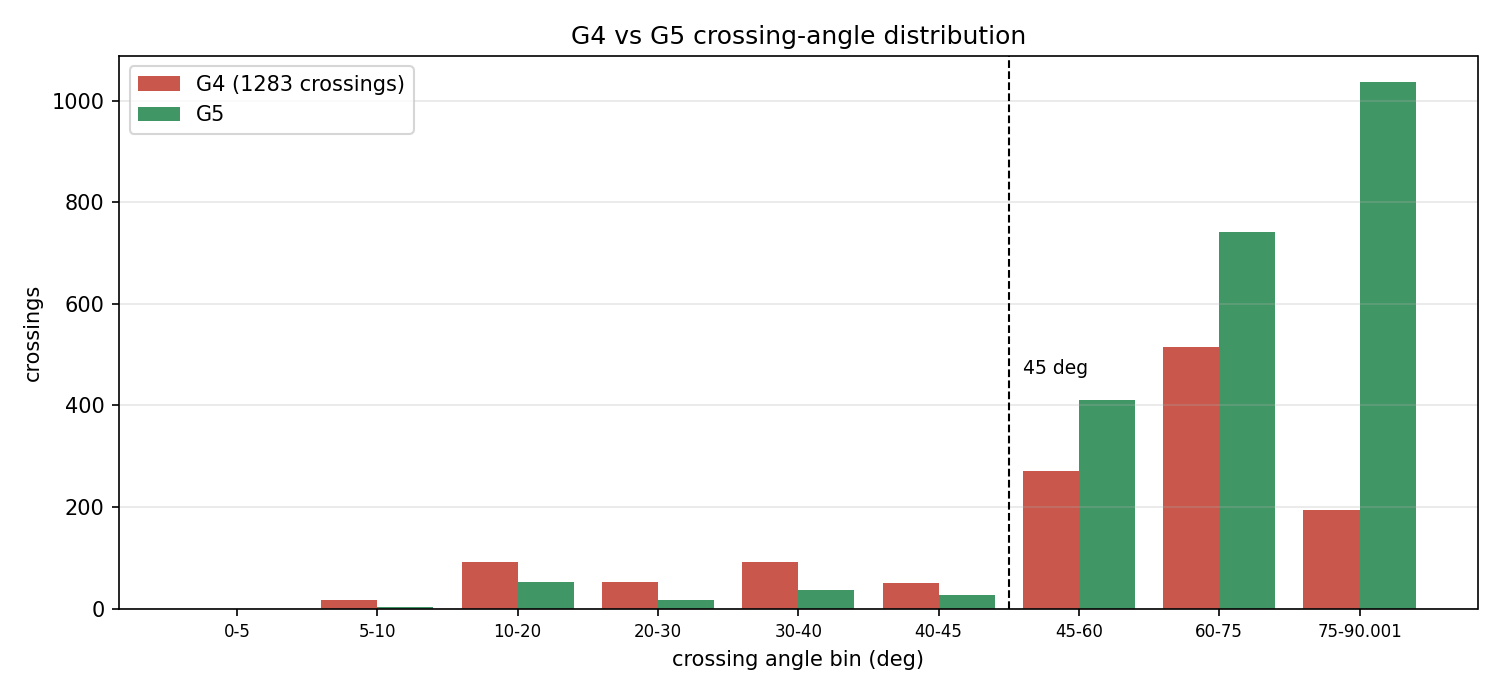 G4 vs G5 crossing-angle distribution
G4 (1283 crossings)
G5
1000
800
600
400
200
0
crossings
45 deg
0-5
5-10
10-20
20-30
30-40
40-45
45-60
60-75
75-90.001
crossing angle bin (deg)